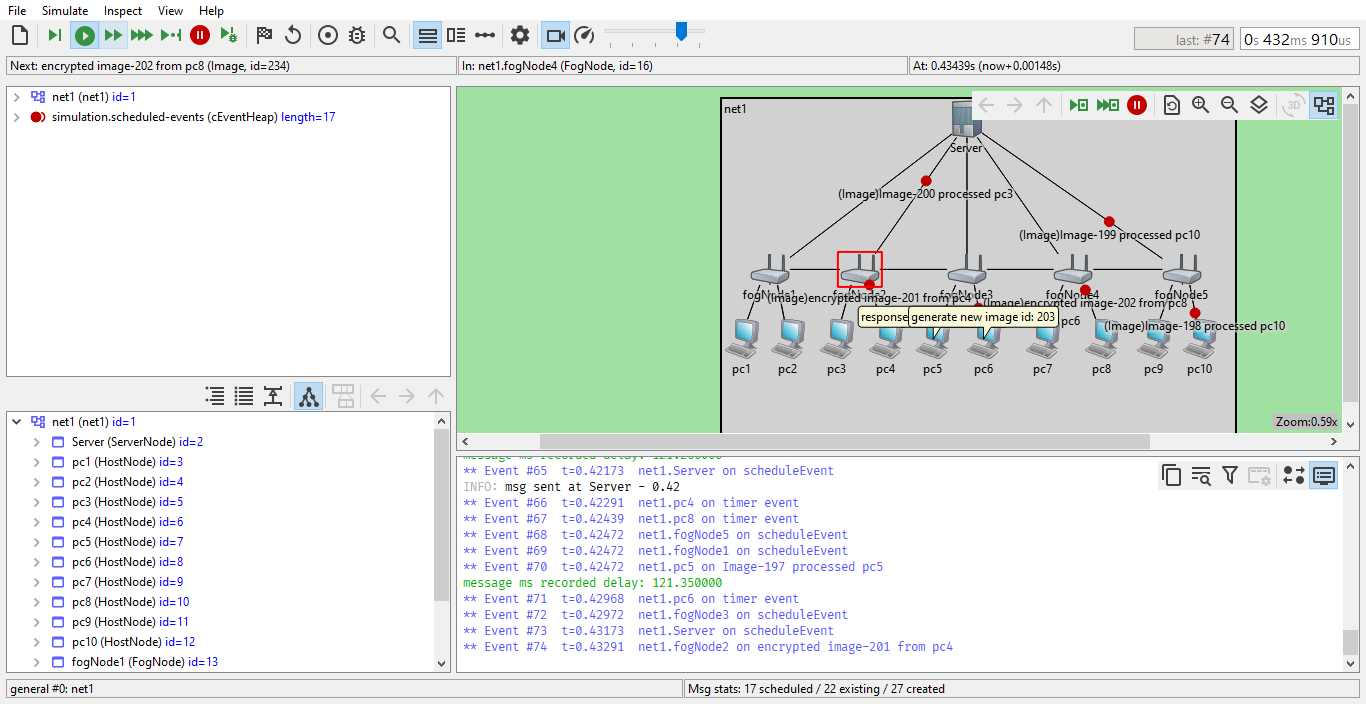 File Simulate Inspect View Help
last: #74 0s 432ms 910us
Next: encrypted image-202 from pc8 (Image, id=234) In: net1.fogNode4 (FogNode, id=16) At: 0.43439s (now+0.00148s)
net1 (net1) id=1
simulation.scheduled-events (cEventHeap) length=17
net1
3D
Server
(Image)Image-200 processed pc3
(Image)Image-199 processed pc10
fogNode1 fogNode2 fogNode3 fogNode4 fogNode5
(Image)encrypted image-201 from pc4 (Image)encrypted image-202 from pc8
response generate new image id: 203 pc6 (Image)Image-198 processed pc10
pc1 pc2 pc3 pc4 pc5 pc6 pc7 pc8 pc9 pc10
Zoom:0.59x
net1 (net1) id=1
Server (ServerNode) id=2
pc1 (HostNode) id=3
pc2 (HostNode) id=4
pc3 (HostNode) id=5
pc4 (HostNode) id=6
pc5 (HostNode) id=7
pc6 (HostNode) id=8
pc7 (HostNode) id=9
pc8 (HostNode) id=10
pc9 (HostNode) id=11
pc10 (HostNode) id=12
fogNode1 (FogNode) id=13
message ms recorded delay: 121.260000
** Event #65 t=0.42173 net1.Server on scheduleEvent
INFO: msg sent at Server - 0.42
** Event #66 t=0.42291 net1.pc4 on timer event
** Event #67 t=0.42439 net1.pc8 on timer event
** Event #68 t=0.42472 net1.fogNode5 on scheduleEvent
** Event #69 t=0.42472 net1.fogNode1 on scheduleEvent
** Event #70 t=0.42472 net1.pc5 on Image-197 processed pc5
message ms recorded delay: 121.350000
** Event #71 t=0.42968 net1.pc6 on timer event
** Event #72 t=0.42972 net1.fogNode3 on scheduleEvent
** Event #73 t=0.43173 net1.Server on scheduleEvent
** Event #74 t=0.43291 net1.fogNode2 on encrypted image-201 from pc4
general #0: net1 Msg stats: 17 scheduled / 22 existing / 27 created